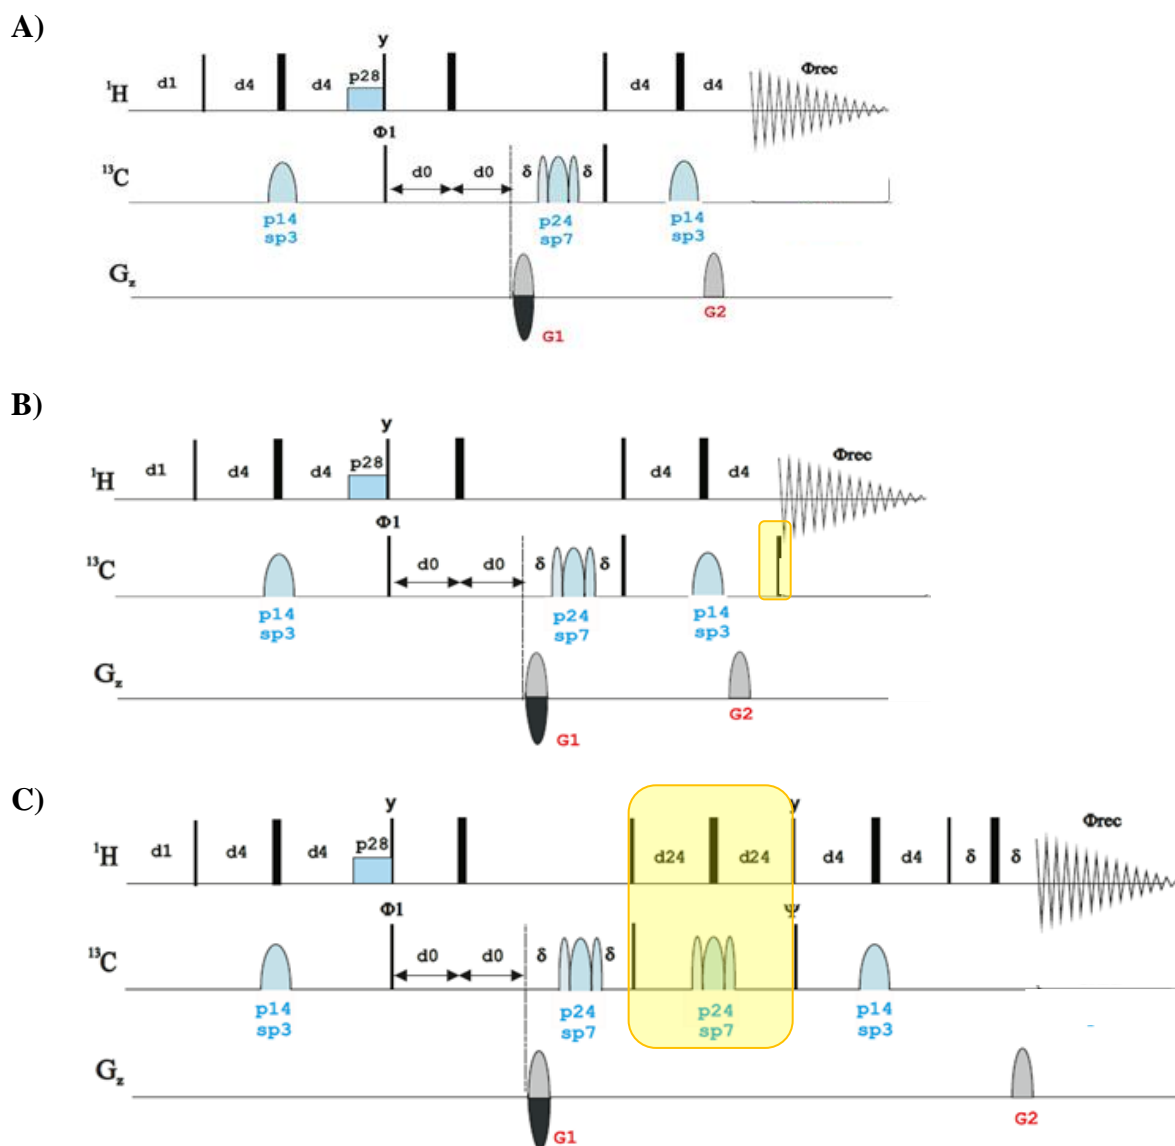 A)
y
¹H d1 d4 d4 p28 d4 d4 Φrec
Φ1
¹³C d0 d0 δ δ
p14 p24 p14
sp3 sp7 sp3
G_z
G1 G2
B)
y
¹H d1 d4 d4 p28 d4 d4 Φrec
Φ1
¹³C d0 d0 δ δ
p14 p24 p14
sp3 sp7 sp3
G_z
G1 G2
C)
y y
¹H d1 d4 d4 p28 d24 d24 d4 d4 δ δ Φrec
Φ1 Ψ
¹³C d0 d0 δ δ
p14 p24 p24 p14
sp3 sp7 sp7 sp3
G_z
G1 G2